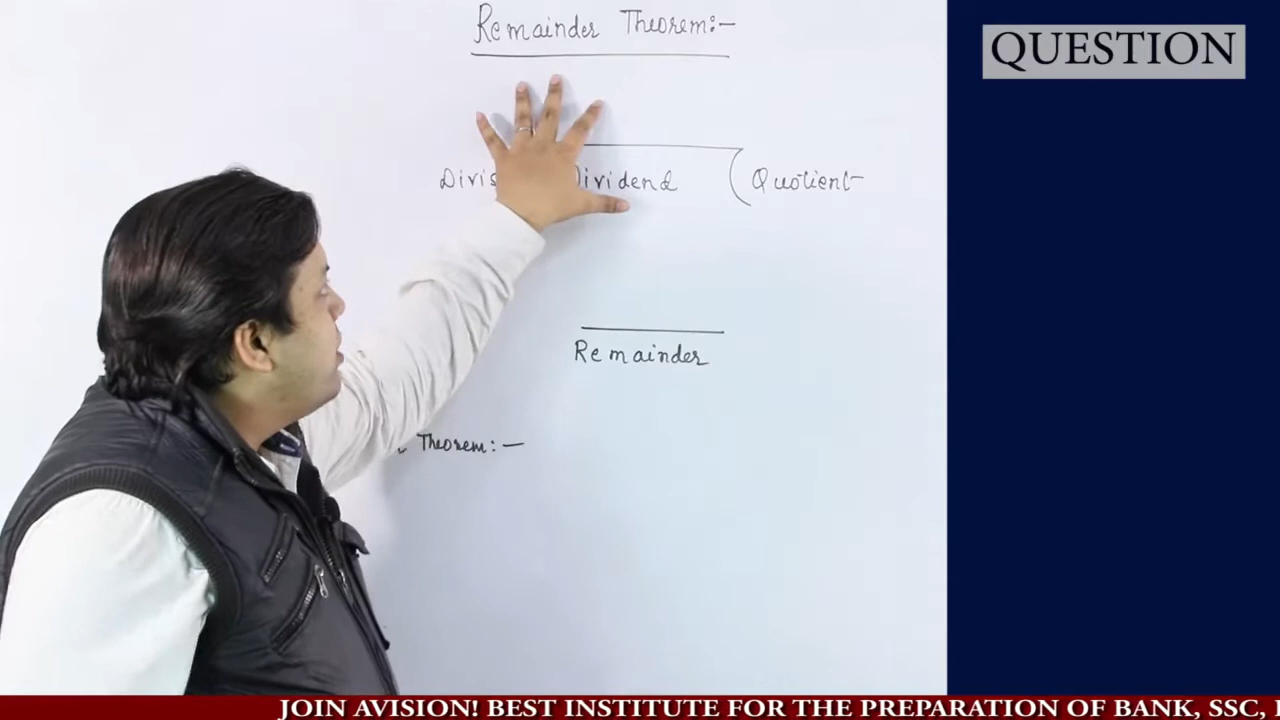 Remainder Theorem:-
QUESTION
Dividend Quotient
Remainder
Theorem:-
JOIN AVISION! BEST INSTITUTE FOR THE PREPARATION OF BANK, SSC,